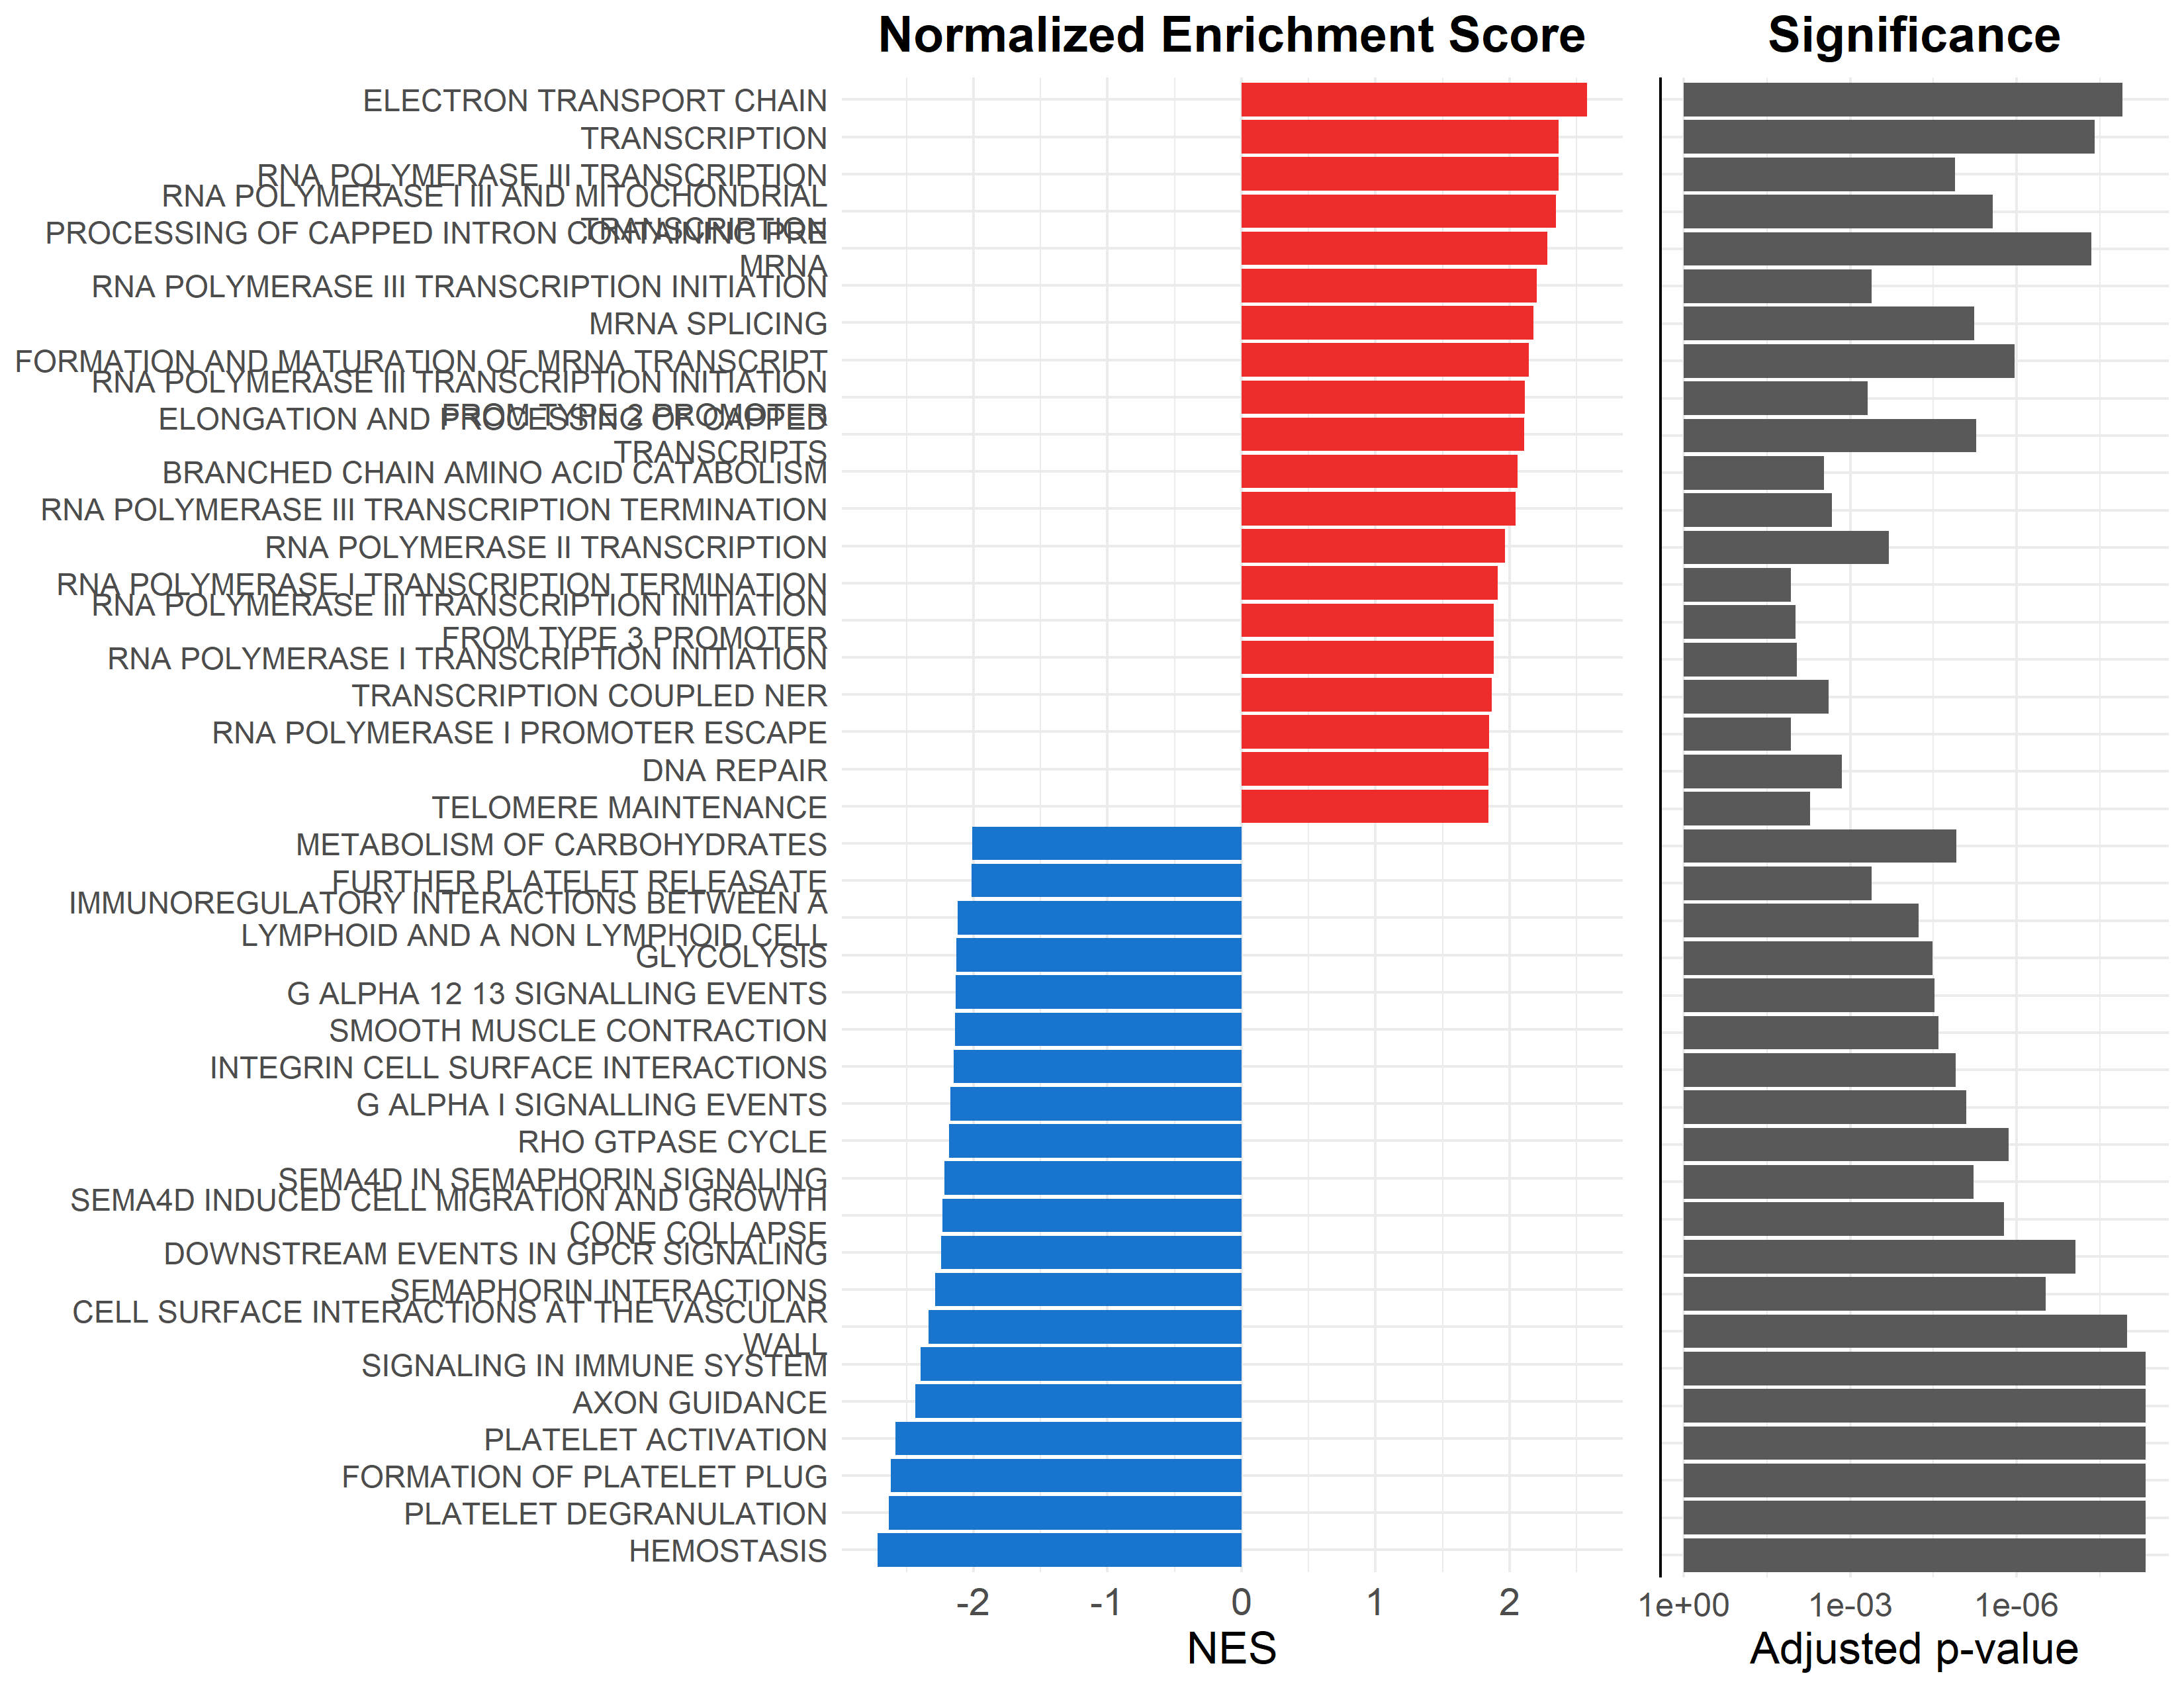 Normalized Enrichment Score
Significance
ELECTRON TRANSPORT CHAIN
TRANSCRIPTION
RNA POLYMERASE III TRANSCRIPTION
RNA POLYMERASE I III AND MITOCHONDRIAL
TRANSCRIPTION
PROCESSING OF CAPPED INTRON CONTAINING PRE
MRNA
RNA POLYMERASE III TRANSCRIPTION INITIATION
MRNA SPLICING
FORMATION AND MATURATION OF MRNA TRANSCRIPT
RNA POLYMERASE III TRANSCRIPTION INITIATION
FROM TYPE 2 PROMOTER
ELONGATION AND PROCESSING OF CAPPED
TRANSCRIPTS
BRANCHED CHAIN AMINO ACID CATABOLISM
RNA POLYMERASE III TRANSCRIPTION TERMINATION
RNA POLYMERASE II TRANSCRIPTION
RNA POLYMERASE I TRANSCRIPTION TERMINATION
RNA POLYMERASE III TRANSCRIPTION INITIATION
FROM TYPE 3 PROMOTER
RNA POLYMERASE I TRANSCRIPTION INITIATION
TRANSCRIPTION COUPLED NER
RNA POLYMERASE I PROMOTER ESCAPE
DNA REPAIR
TELOMERE MAINTENANCE
METABOLISM OF CARBOHYDRATES
FURTHER PLATELET RELEASATE
IMMUNOREGULATORY INTERACTIONS BETWEEN A
LYMPHOID AND A NON LYMPHOID CELL
GLYCOLYSIS
G ALPHA 12 13 SIGNALLING EVENTS
SMOOTH MUSCLE CONTRACTION
INTEGRIN CELL SURFACE INTERACTIONS
G ALPHA I SIGNALLING EVENTS
RHO GTPASE CYCLE
SEMA4D IN SEMAPHORIN SIGNALING
SEMA4D INDUCED CELL MIGRATION AND GROWTH
CONE COLLAPSE
DOWNSTREAM EVENTS IN GPCR SIGNALING
SEMAPHORIN INTERACTIONS
CELL SURFACE INTERACTIONS AT THE VASCULAR
WALL
SIGNALING IN IMMUNE SYSTEM
AXON GUIDANCE
PLATELET ACTIVATION
FORMATION OF PLATELET PLUG
PLATELET DEGRANULATION
HEMOSTASIS
-2 -1 0 1 2
NES
1e+00 1e-03 1e-06
Adjusted p-value